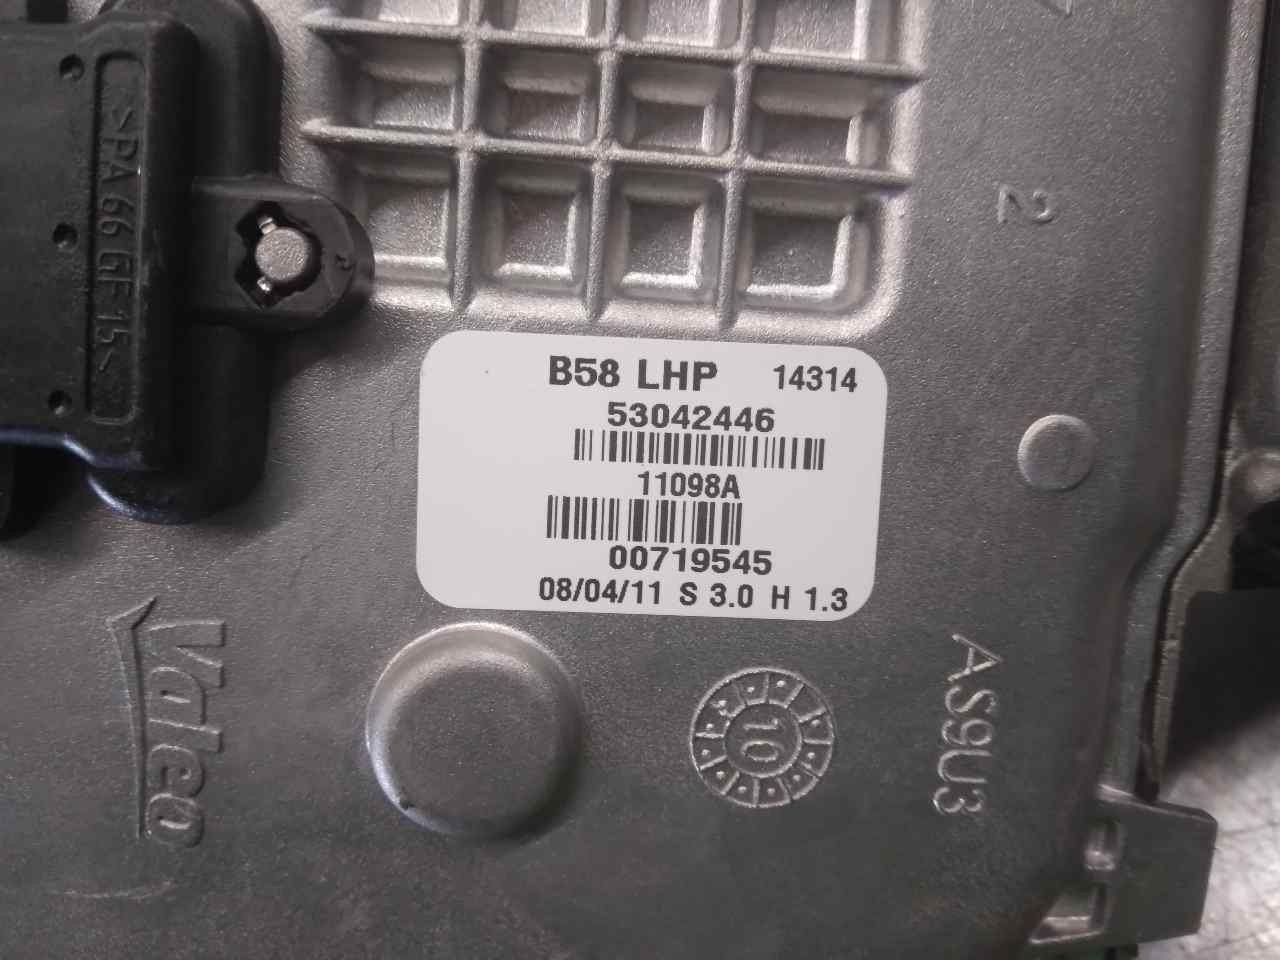 >PA 66 GF 15<
2
B58 LHP 14314
53042446
11098A
00719545
08/04/11 S 3.0 H 1.3
Valeo
10
AS9U3